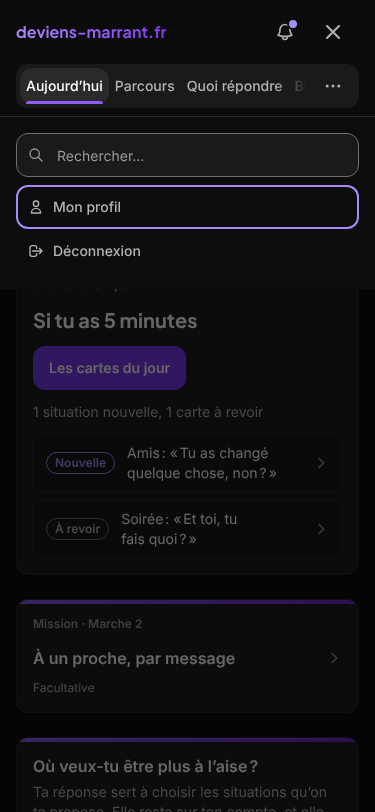 deviens-marrant.fr
Aujourd'hui Parcours Quoi répondre
Rechercher...
Mon profil
Déconnexion
Si tu as 5 minutes
Les cartes du jour
1 situation nouvelle, 1 carte à revoir
Nouvelle
Amis : « Tu as changé
quelque chose, non ? »
À revoir
Soirée : « Et toi, tu
fais quoi ? »
Mission · Marche 2
À un proche, par message
Facultative
Où veux-tu être plus à l'aise ?
Ta réponse sert à choisir les situations qu'on
te propose. Elle reste sur ton compte, et elle